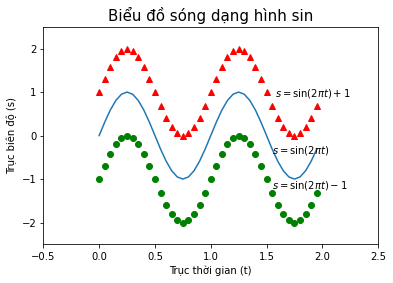 Biểu đồ sóng dạng hình sin
Trục biên độ (s)
2
1
0
−1
−2
s = sin(2πt) + 1
s = sin(2πt)
s = sin(2πt) − 1
−0.5 0.0 0.5 1.0 1.5 2.0 2.5
Trục thời gian (t)